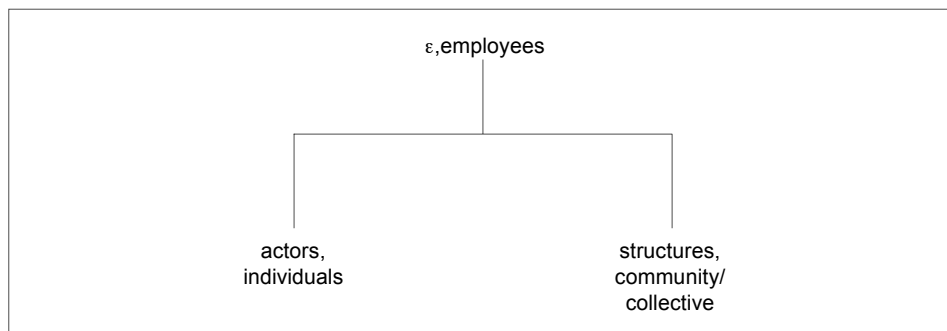 ε,employees
actors,
individuals
structures,
community/
collective